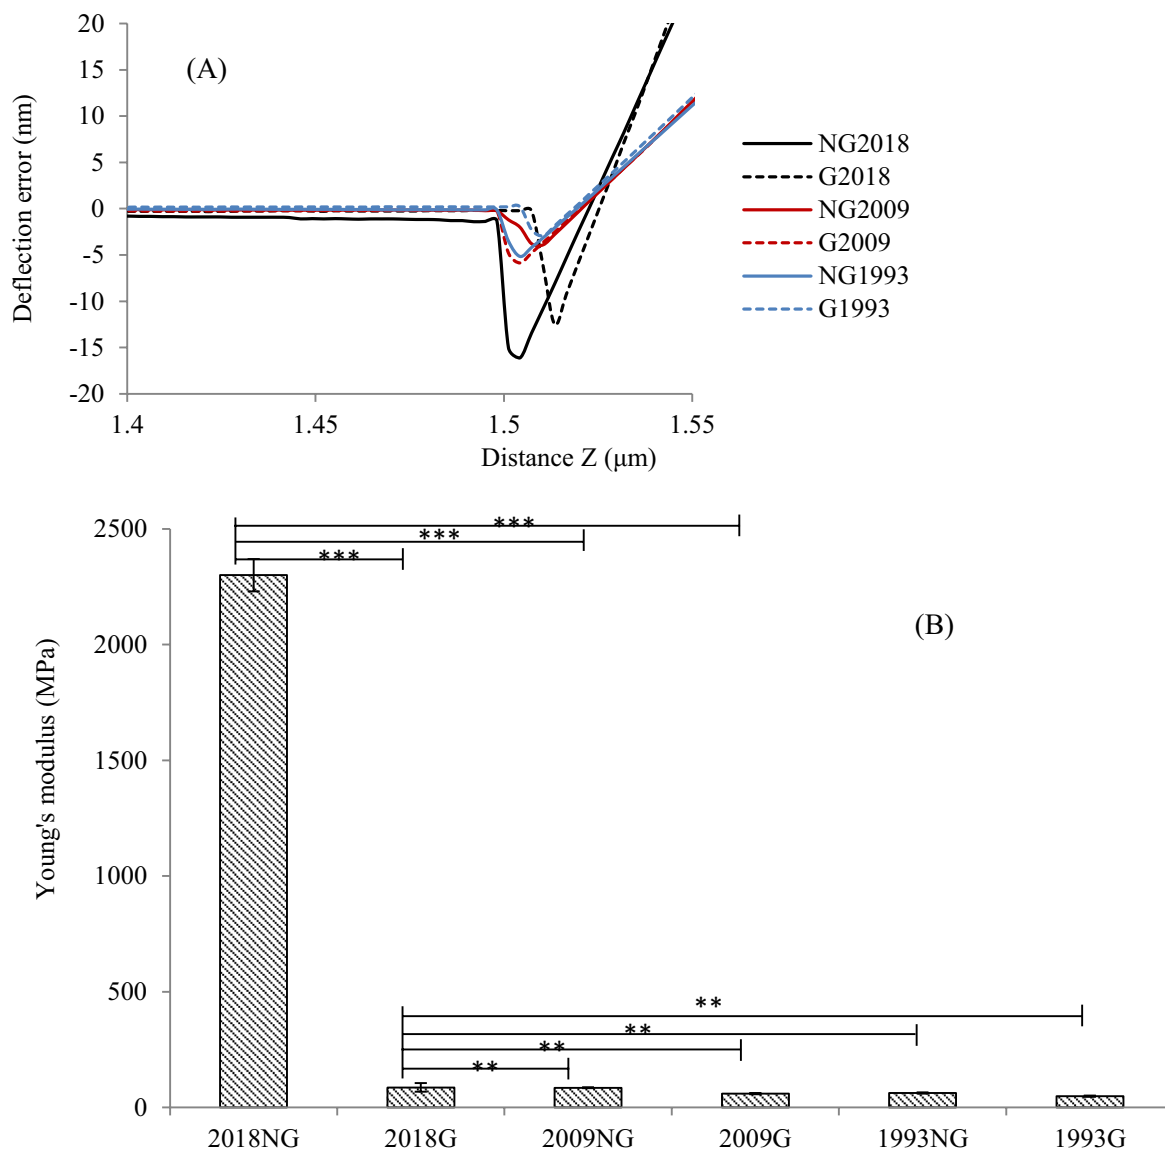 20
15
10
5
0
-5
-10
-15
-20
Deflection error (nm)
(A)
1.4
1.45
1.5
1.55
Distance Z (μm)
NG2018
G2018
NG2009
G2009
NG1993
G1993
2500
2000
1500
1000
500
0
Young's modulus (MPa)
(B)
***
***
***
**
**
**
**
2018NG
2018G
2009NG
2009G
1993NG
1993G